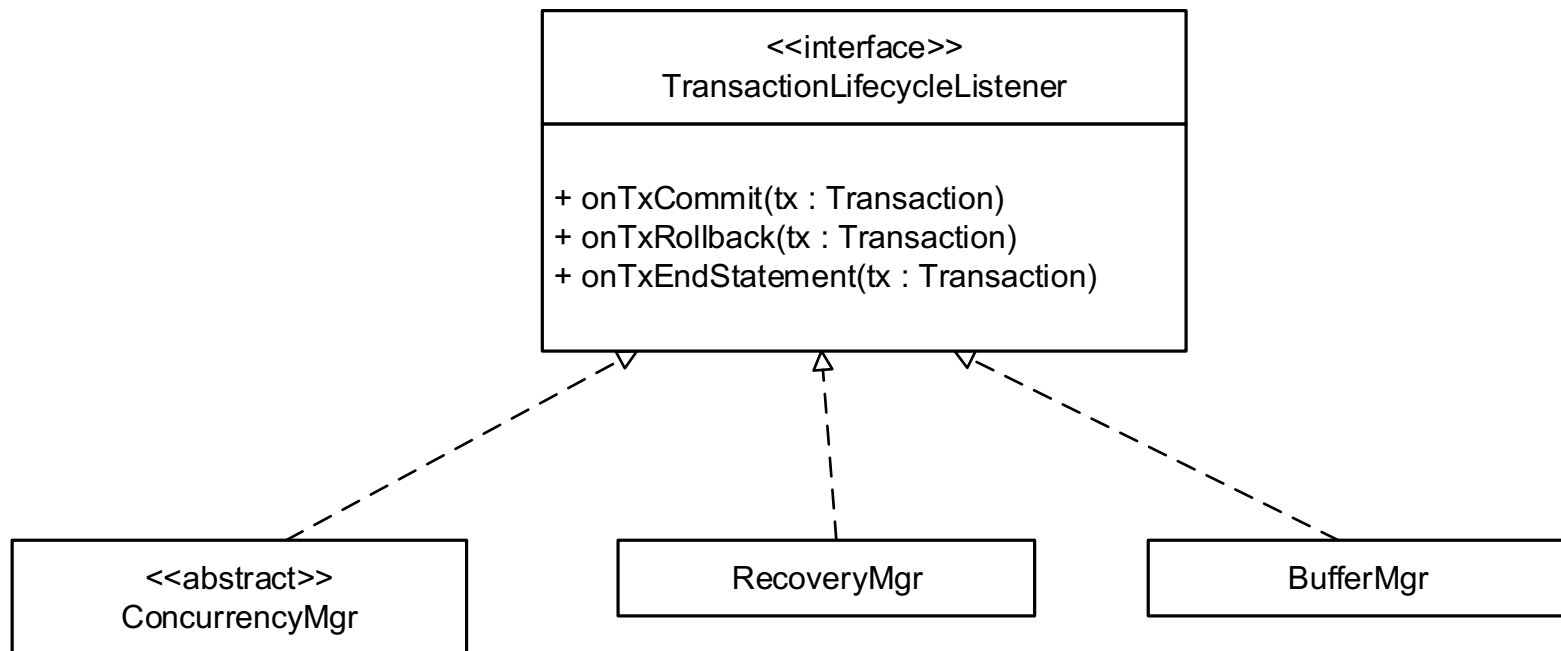 <<interface>>
TransactionLifecycleListener
+ onTxCommit(tx : Transaction)
+ onTxRollback(tx : Transaction)
+ onTxEndStatement(tx : Transaction)
<<abstract>>
ConcurrencyMgr
RecoveryMgr
BufferMgr